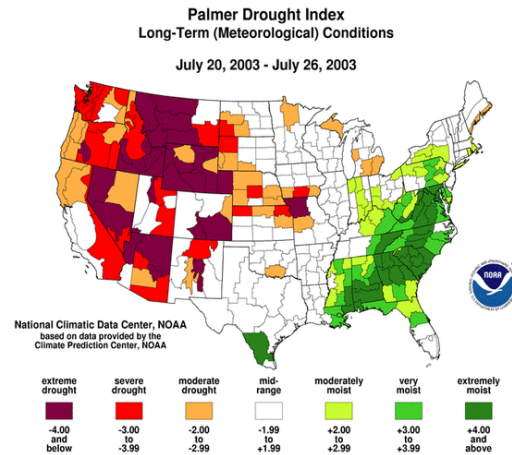 Palmer Drought Index
Long-Term (Meteorological) Conditions
July 20, 2003 - July 26, 2003
NOAA
National Climatic Data Center, NOAA
based on data provided by the
Climate Prediction Center, NOAA
extreme drought
severe drought
moderate drought
mid-range
moderately moist
very moist
extremely moist
-4.00 and below
-3.00 to -3.99
-2.00 to -2.99
-1.99 to +1.99
+2.00 to +2.99
+3.00 to +3.99
+4.00 and above